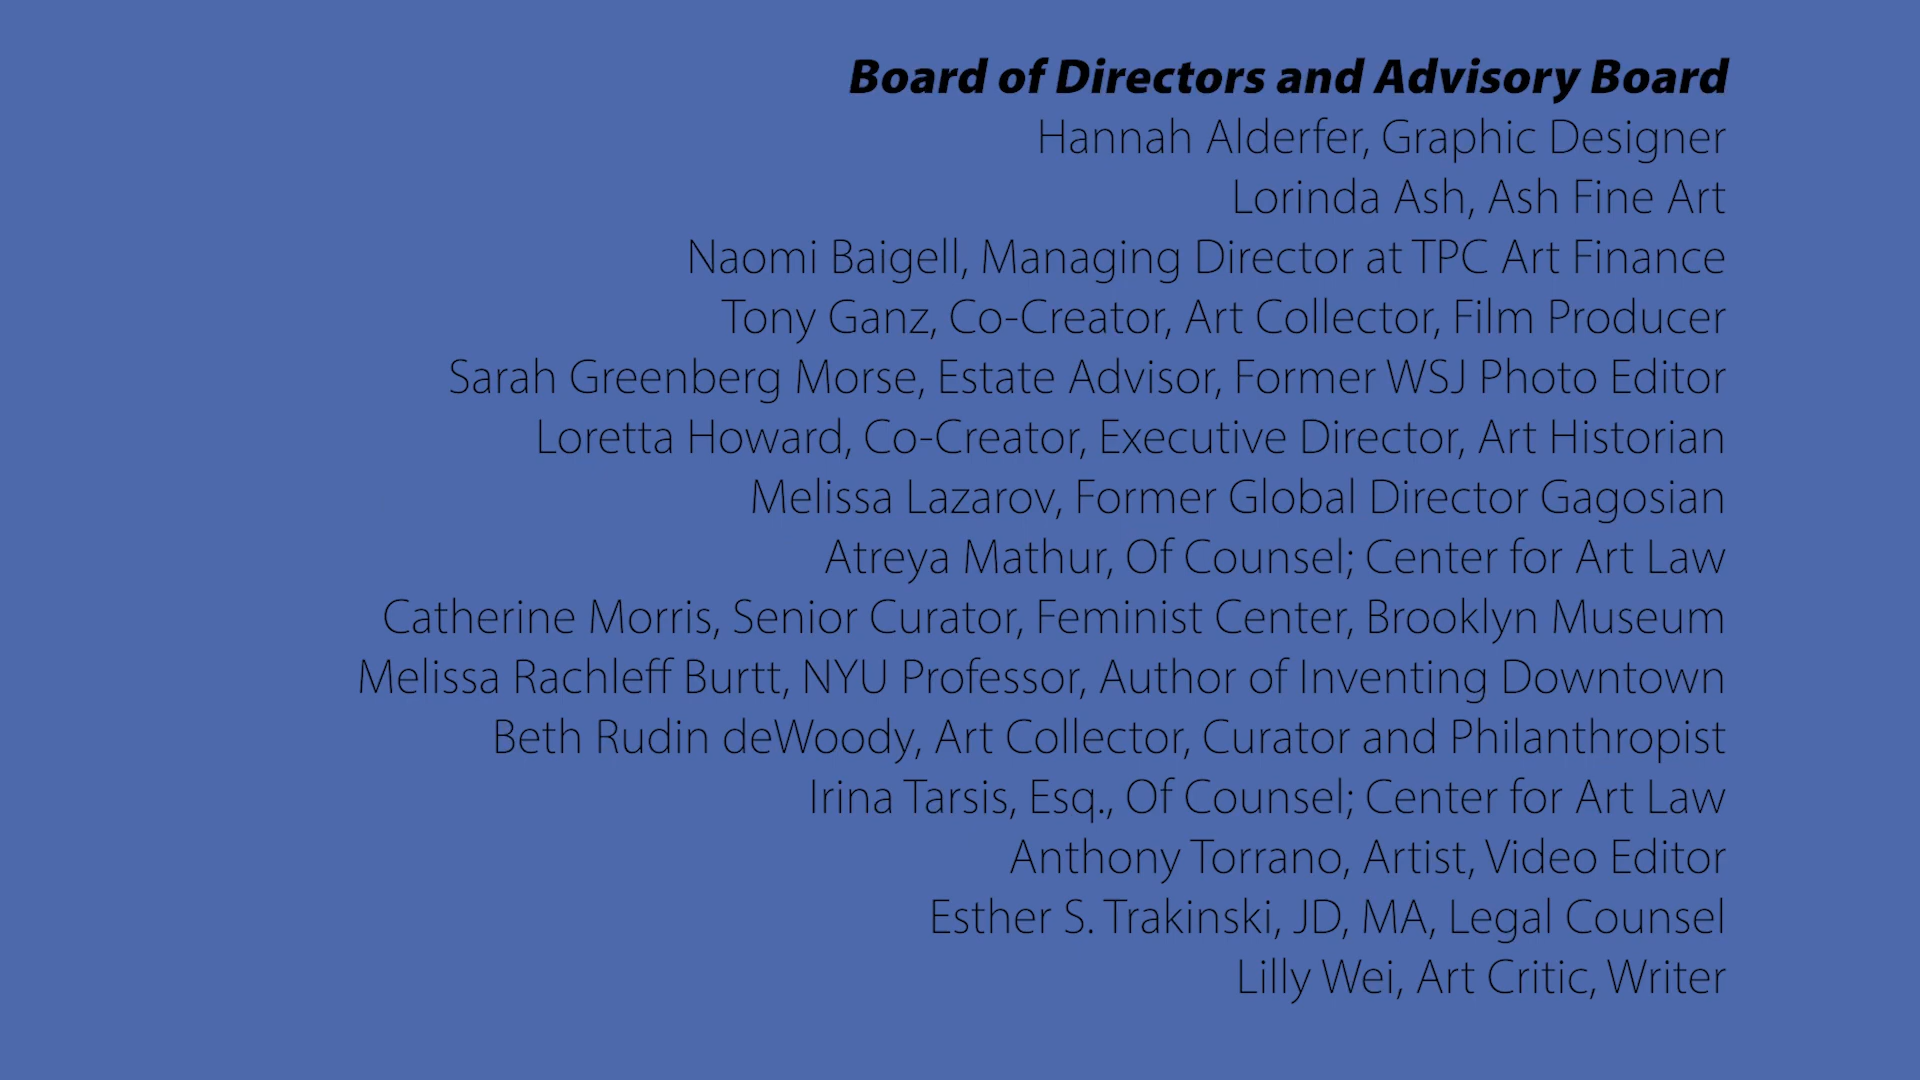 Board of Directors and Advisory Board
Hannah Alderfer, Graphic Designer
Lorinda Ash, Ash Fine Art
Naomi Baigell, Managing Director at TPC Art Finance
Tony Ganz, Co-Creator, Art Collector, Film Producer
Sarah Greenberg Morse, Estate Advisor, Former WSJ Photo Editor
Loretta Howard, Co-Creator, Executive Director, Art Historian
Melissa Lazarov, Former Global Director Gagosian
Atreya Mathur, Of Counsel; Center for Art Law
Catherine Morris, Senior Curator, Feminist Center, Brooklyn Museum
Melissa Rachleff Burtt, NYU Professor, Author of Inventing Downtown
Beth Rudin deWoody, Art Collector, Curator and Philanthropist
Irina Tarsis, Esq., Of Counsel; Center for Art Law
Anthony Torrano, Artist, Video Editor
Esther S. Trakinski, JD, MA, Legal Counsel
Lilly Wei, Art Critic, Writer